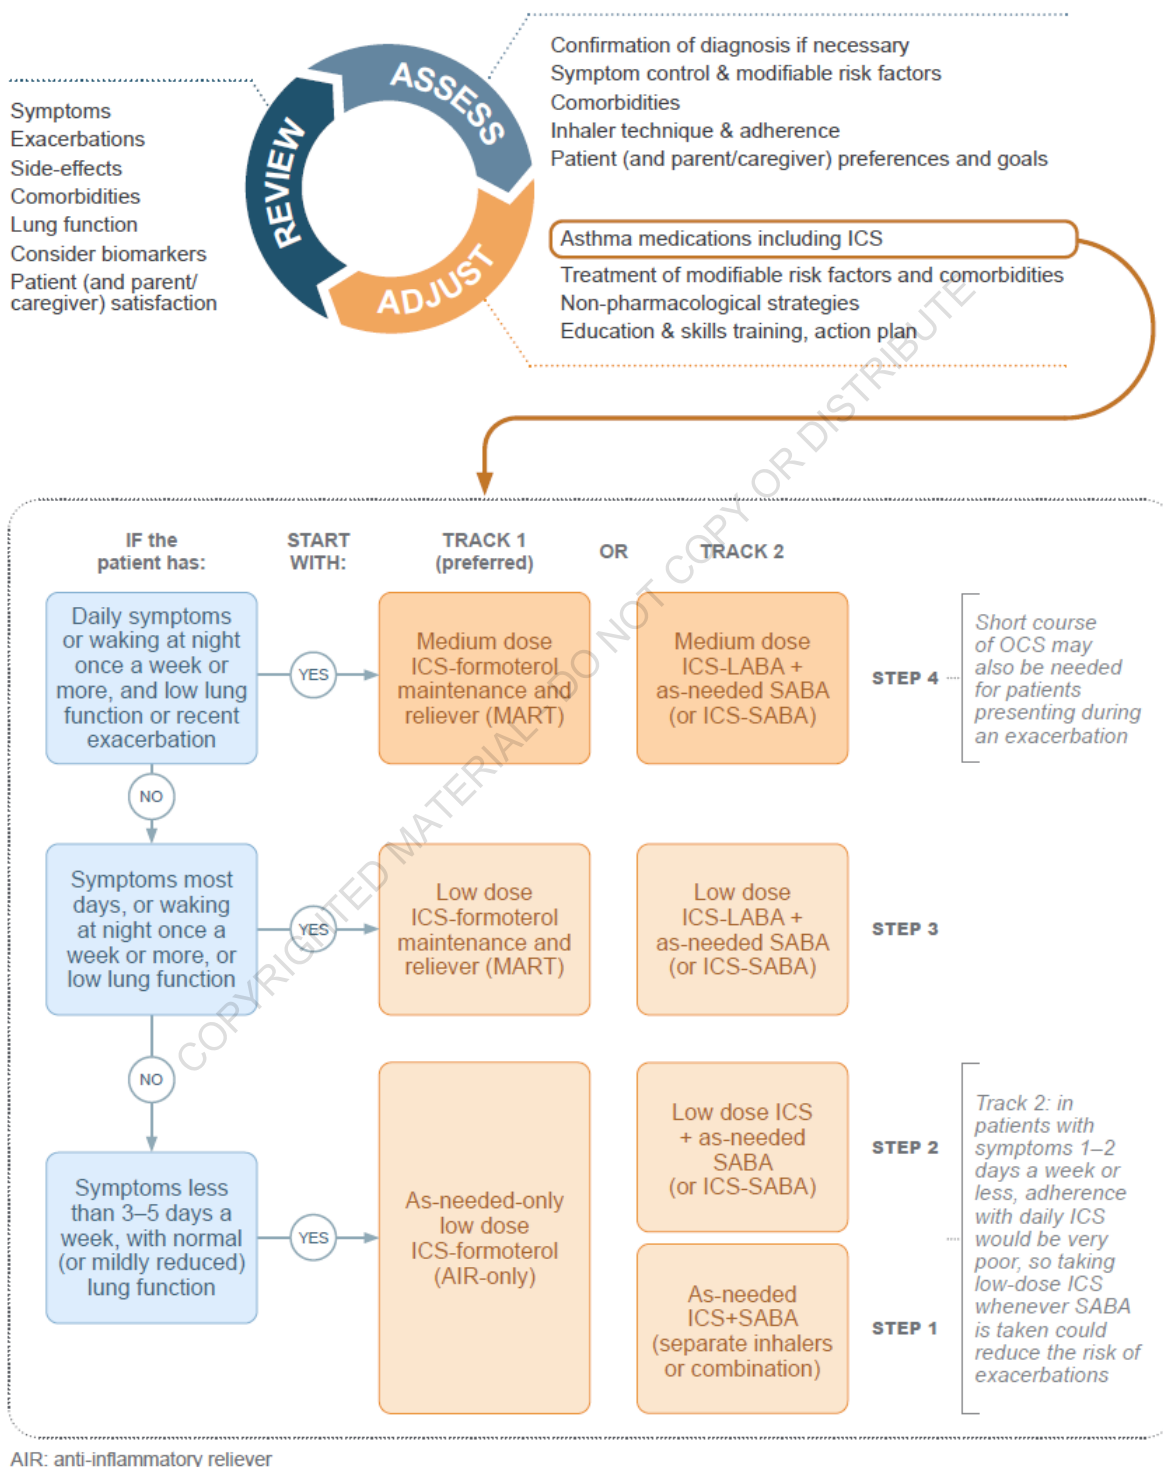 ASSESS
Confirmation of diagnosis if necessary
Symptom control & modifiable risk factors
Comorbidities
Inhaler technique & adherence
Patient (and parent/caregiver) preferences and goals
REVIEW
Symptoms
Exacerbations
Side-effects
Comorbidities
Lung function
Consider biomarkers
Patient (and parent/
caregiver) satisfaction
ADJUST
Asthma medications including ICS
Treatment of modifiable risk factors and comorbidities
Non-pharmacological strategies
Education & skills training, action plan
COPYRIGHTED MATERIAL - DO NOT COPY OR DISTRIBUTE
IF the
patient has:
START
WITH:
TRACK 1
(preferred)
OR
TRACK 2
Daily symptoms
or waking at night
once a week or
more, and low lung
function or recent
exacerbation
YES
Medium dose
ICS-formoterol
maintenance and
reliever (MART)
Medium dose
ICS-LABA +
as-needed SABA
(or ICS-SABA)
STEP 4
Short course
of OCS may
also be needed
for patients
presenting during
an exacerbation
NO
Symptoms most
days, or waking
at night once a
week or more, or
low lung function
YES
Low dose
ICS-formoterol
maintenance and
reliever (MART)
Low dose
ICS-LABA +
as-needed SABA
(or ICS-SABA)
STEP 3
NO
Symptoms less
than 3–5 days a
week, with normal
(or mildly reduced)
lung function
YES
As-needed-only
low dose
ICS-formoterol
(AIR-only)
Low dose ICS
+ as-needed
SABA
(or ICS-SABA)
STEP 2
As-needed
ICS+SABA
(separate inhalers
or combination)
STEP 1
Track 2: in
patients with
symptoms 1–2
days a week or
less, adherence
with daily ICS
would be very
poor, so taking
low-dose ICS
whenever SABA
is taken could
reduce the risk of
exacerbations
AIR: anti-inflammatory reliever